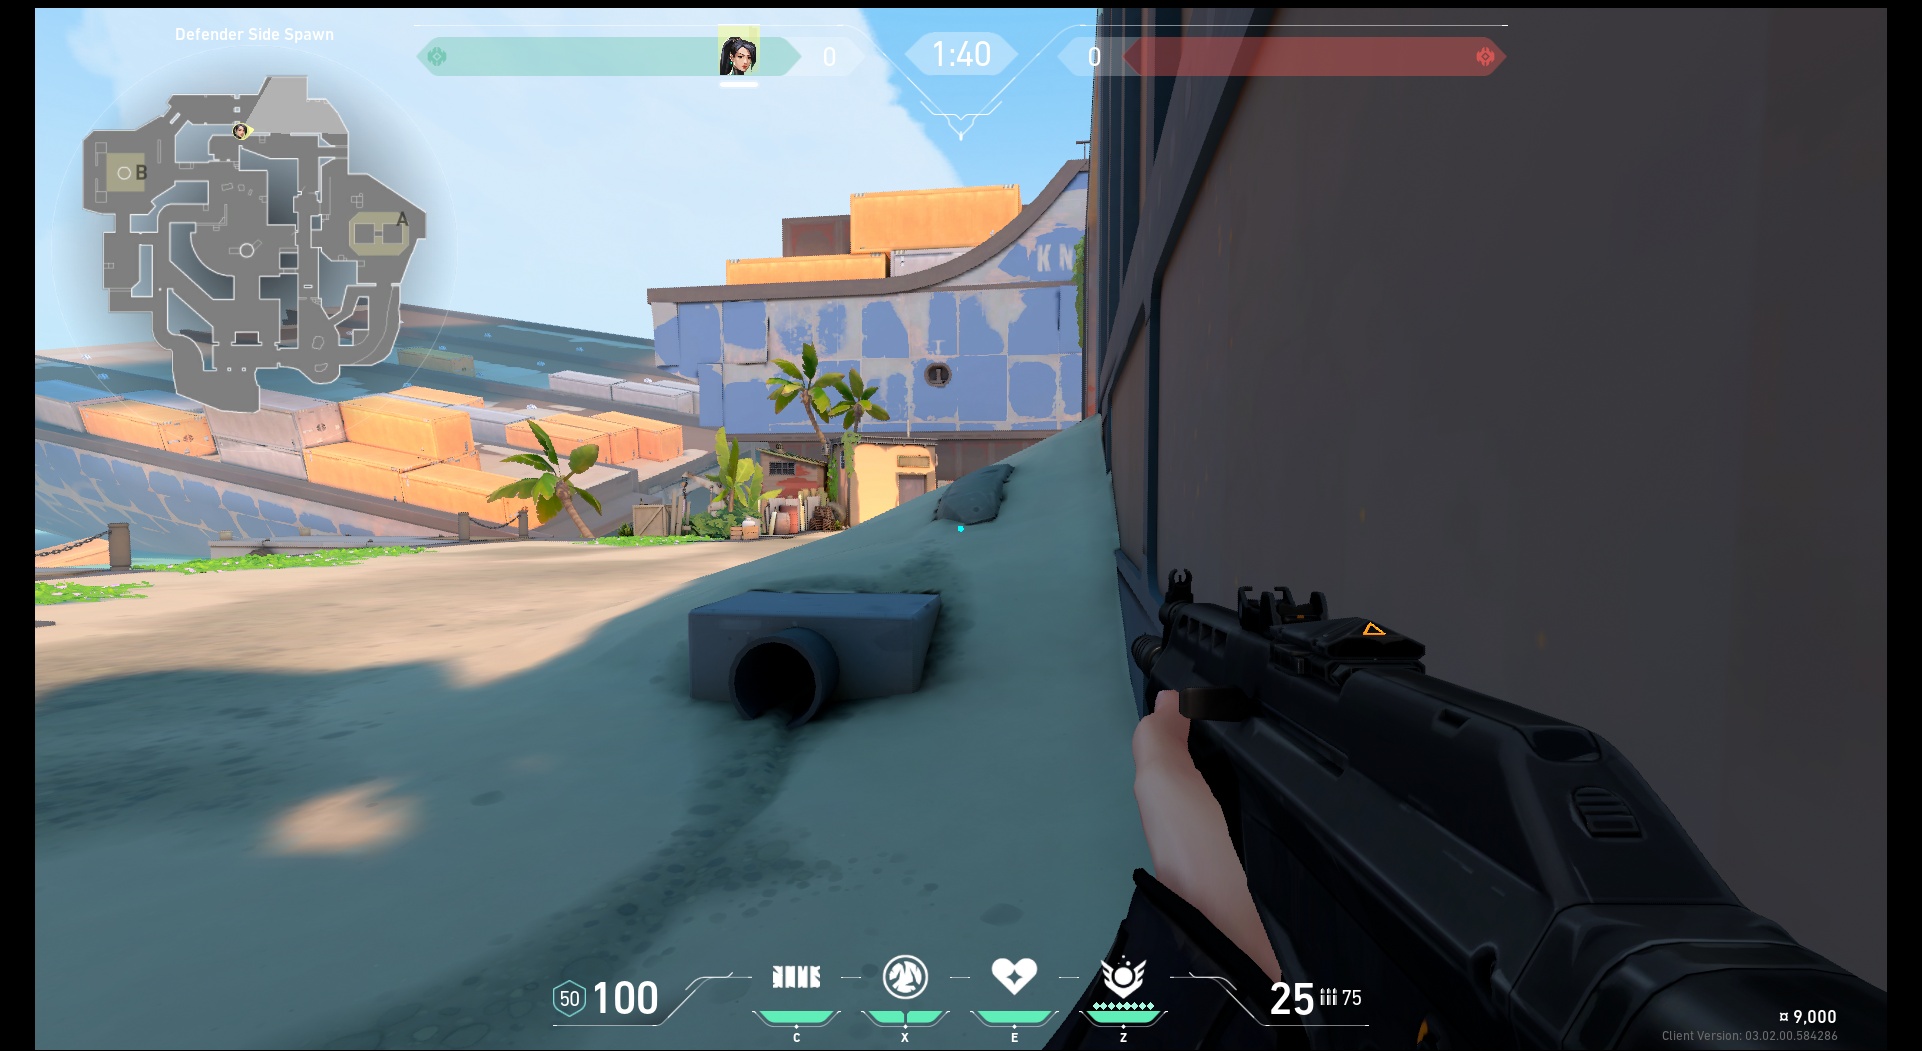 Defender Side Spawn
0
1:40
0
B
A
K N
50
100
25
75
C
X
E
Z
¤ 9,000
Client Version: 03.02.00.584286